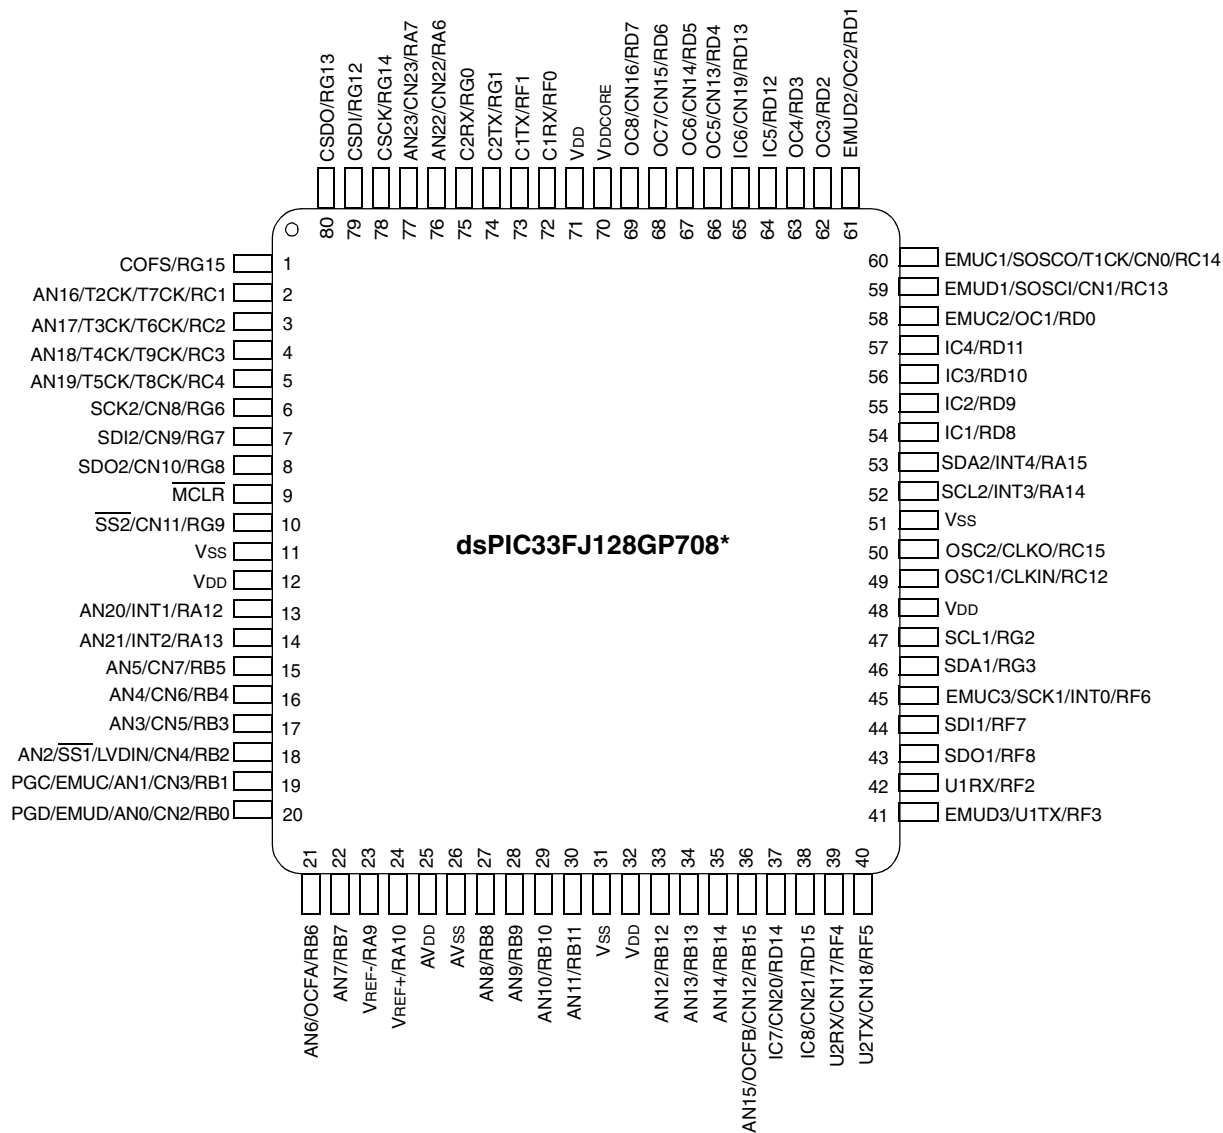 CSDO/RG13
CSDI/RG12
CSCK/RG14
AN23/CN23/RA7
AN22/CN22/RA6
C2RX/RG0
C2TX/RG1
C1TX/RF1
C1RX/RF0
VDD
VDDCORE
OC8/CN16/RD7
OC7/CN15/RD6
OC6/CN14/RD5
OC5/CN13/RD4
IC6/CN19/RD13
IC5/RD12
OC4/RD3
OC3/RD2
EMUD2/OC2/RD1
80 79 78 77 76 75 74 73 72 71 70 69 68 67 66 65 64 63 62 61
COFS/RG15 1
AN16/T2CK/T7CK/RC1 2
AN17/T3CK/T6CK/RC2 3
AN18/T4CK/T9CK/RC3 4
AN19/T5CK/T8CK/RC4 5
SCK2/CN8/RG6 6
SDI2/CN9/RG7 7
SDO2/CN10/RG8 8
MCLR 9
SS2/CN11/RG9 10
VSS 11
VDD 12
AN20/INT1/RA12 13
AN21/INT2/RA13 14
AN5/CN7/RB5 15
AN4/CN6/RB4 16
AN3/CN5/RB3 17
AN2/SS1/LVDIN/CN4/RB2 18
PGC/EMUC/AN1/CN3/RB1 19
PGD/EMUD/AN0/CN2/RB0 20
dsPIC33FJ128GP708*
60 EMUC1/SOSCO/T1CK/CN0/RC14
59 EMUD1/SOSCI/CN1/RC13
58 EMUC2/OC1/RD0
57 IC4/RD11
56 IC3/RD10
55 IC2/RD9
54 IC1/RD8
53 SDA2/INT4/RA15
52 SCL2/INT3/RA14
51 VSS
50 OSC2/CLKO/RC15
49 OSC1/CLKIN/RC12
48 VDD
47 SCL1/RG2
46 SDA1/RG3
45 EMUC3/SCK1/INT0/RF6
44 SDI1/RF7
43 SDO1/RF8
42 U1RX/RF2
41 EMUD3/U1TX/RF3
21 22 23 24 25 26 27 28 29 30 31 32 33 34 35 36 37 38 39 40
AN6/OCFA/RB6
AN7/RB7
VREF-/RA9
VREF+/RA10
AVDD
AVSS
AN8/RB8
AN9/RB9
AN10/RB10
AN11/RB11
VSS
VDD
AN12/RB12
AN13/RB13
AN14/RB14
AN15/OCFB/CN12/RB15
IC7/CN20/RD14
IC8/CN21/RD15
U2RX/CN17/RF4
U2TX/CN18/RF5